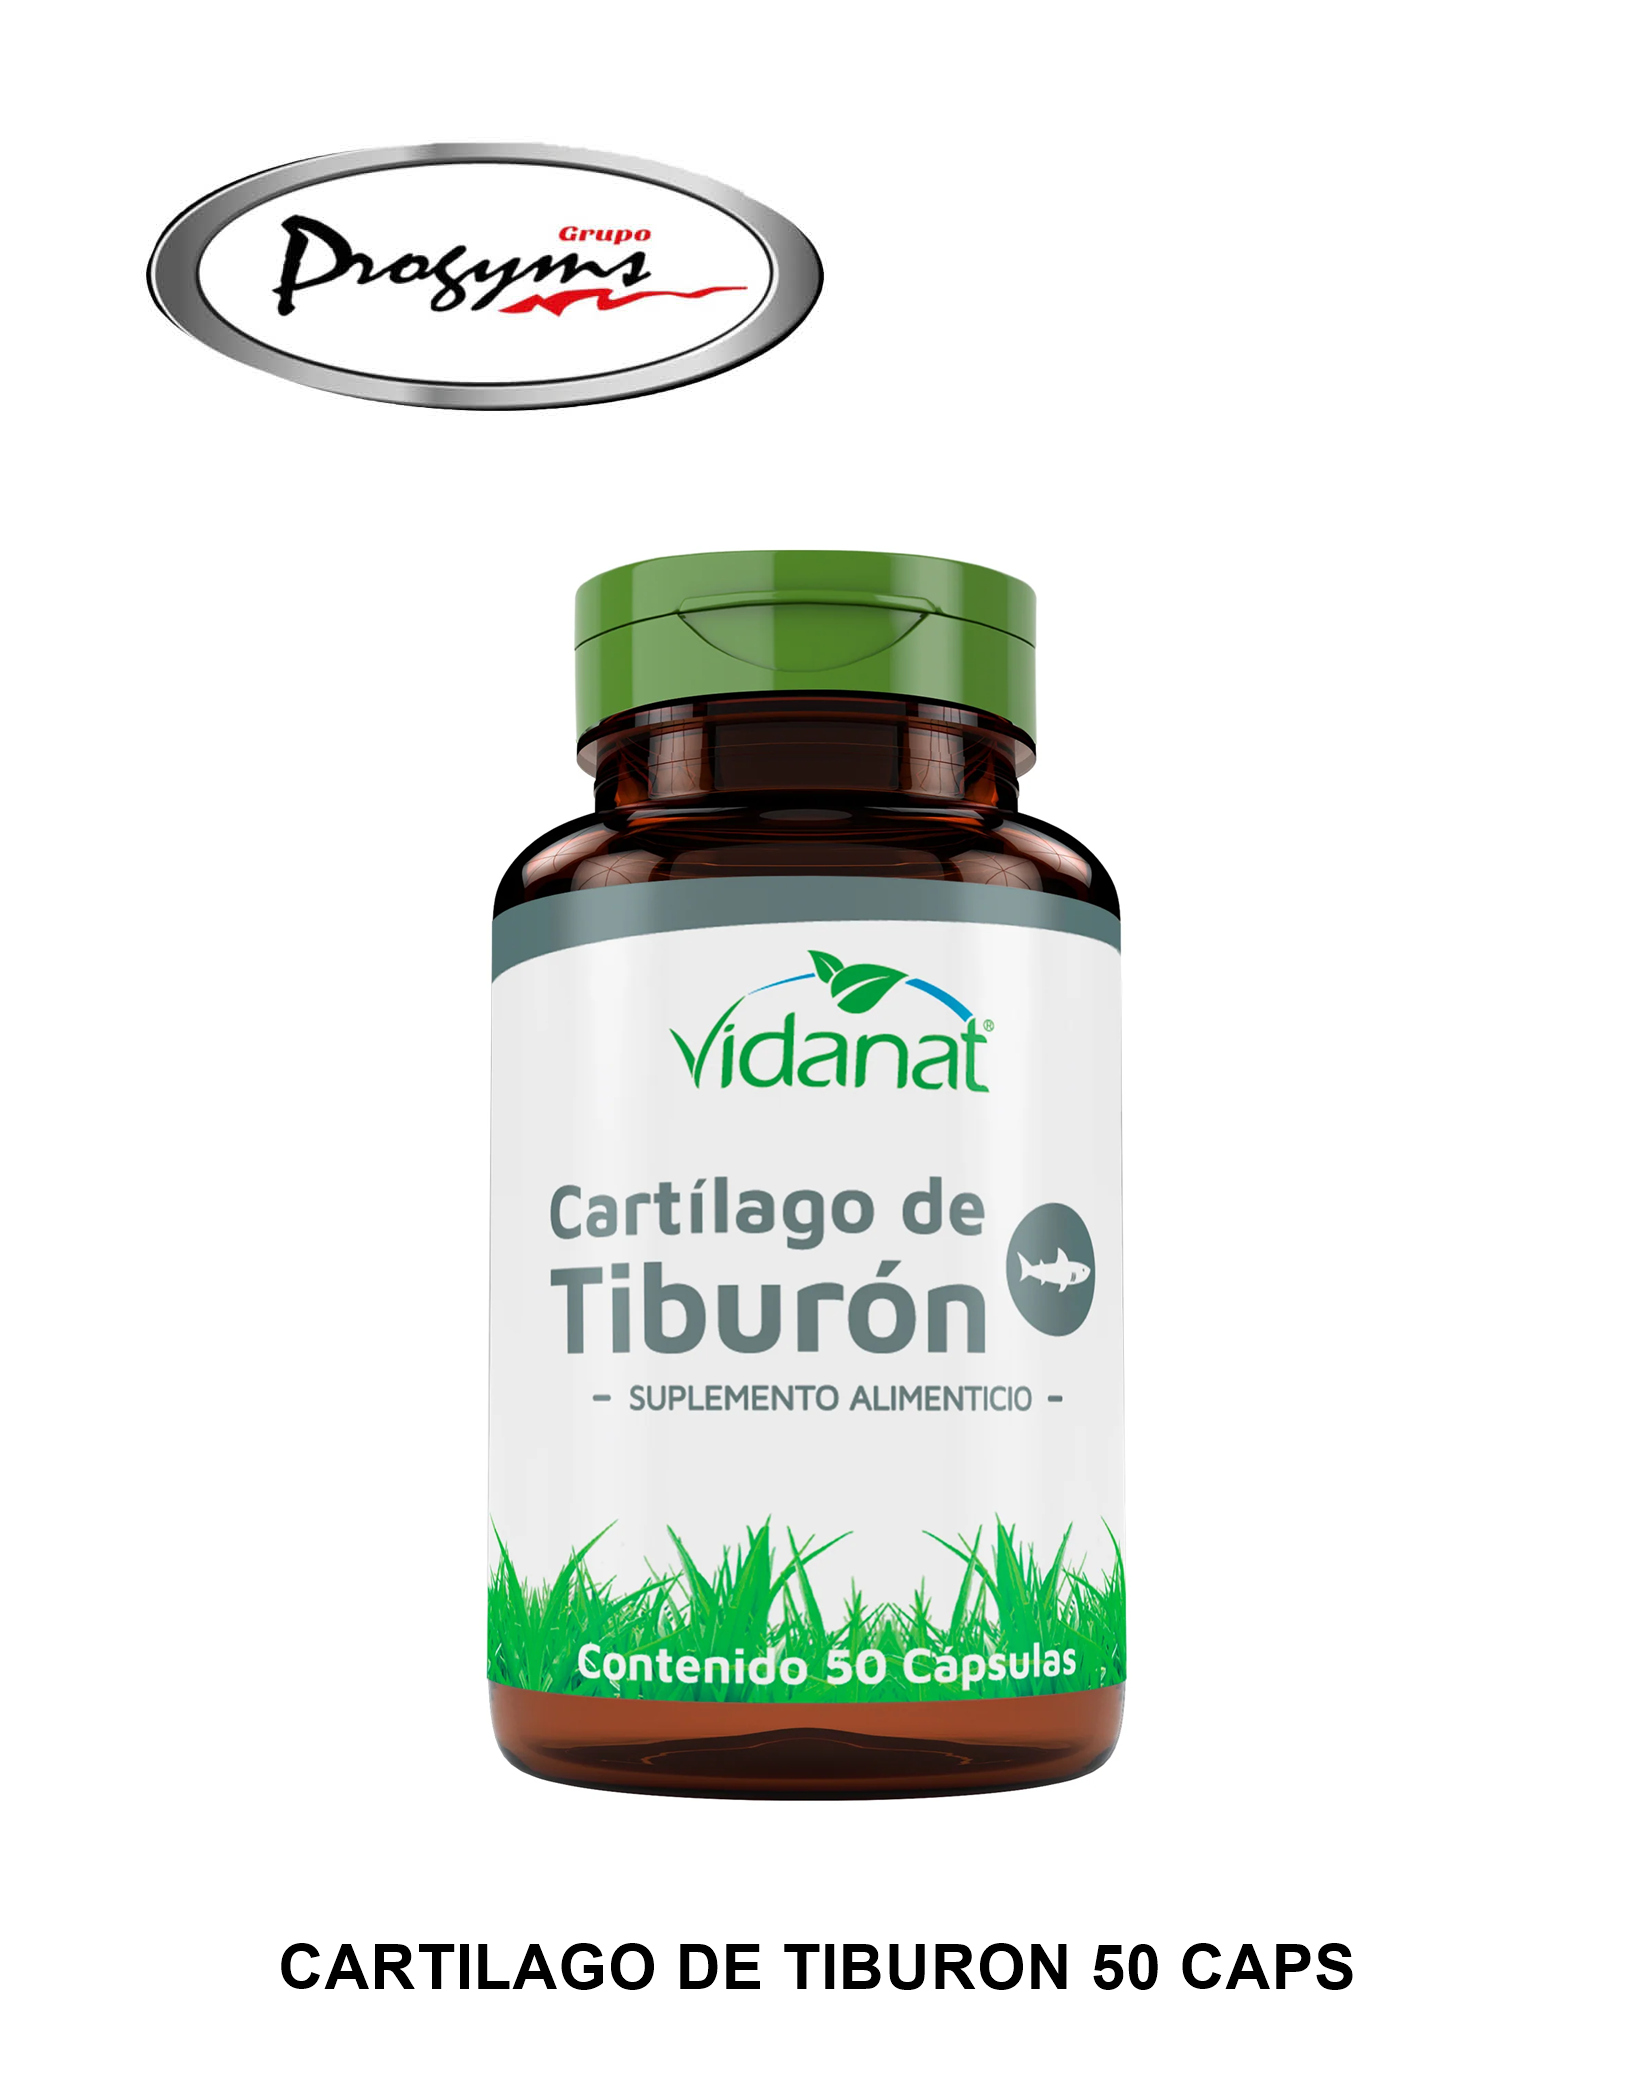 Grupo
Progyms
Vidanat®
Cartílago de
Tiburón
- SUPLEMENTO ALIMENTICIO -
Contenido 50 Cápsulas
CARTILAGO DE TIBURON 50 CAPS